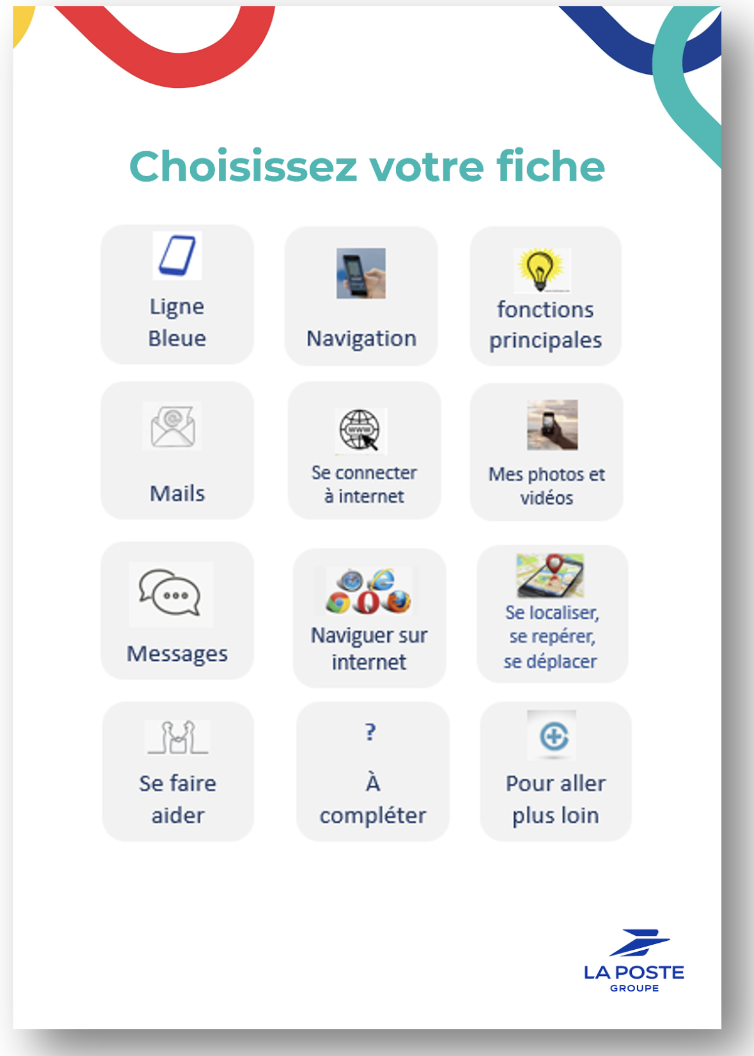 Choisissez votre fiche
Ligne
Bleue
Navigation
fonctions
principales
Mails
Se connecter
à internet
Mes photos et
vidéos
Messages
Naviguer sur
internet
Se localiser,
se repérer,
se déplacer
Se faire
aider
?
À
compléter
Pour aller
plus loin
LA POSTE
GROUPE